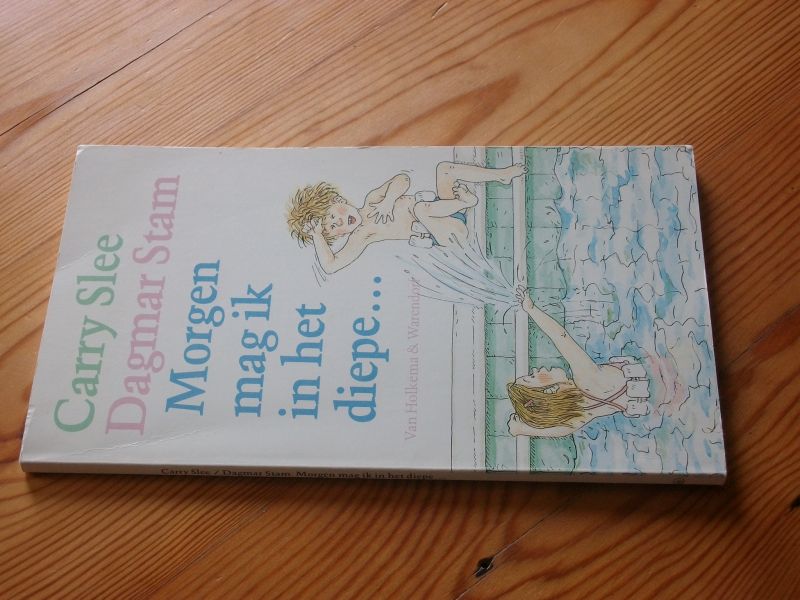 Carry Slee
Dagmar Stam
Morgen
mag ik
in het
diepe...
Van Holkema & Warendorf
Carry Slee / Dagmar Stam Morgen mag ik in het diepe